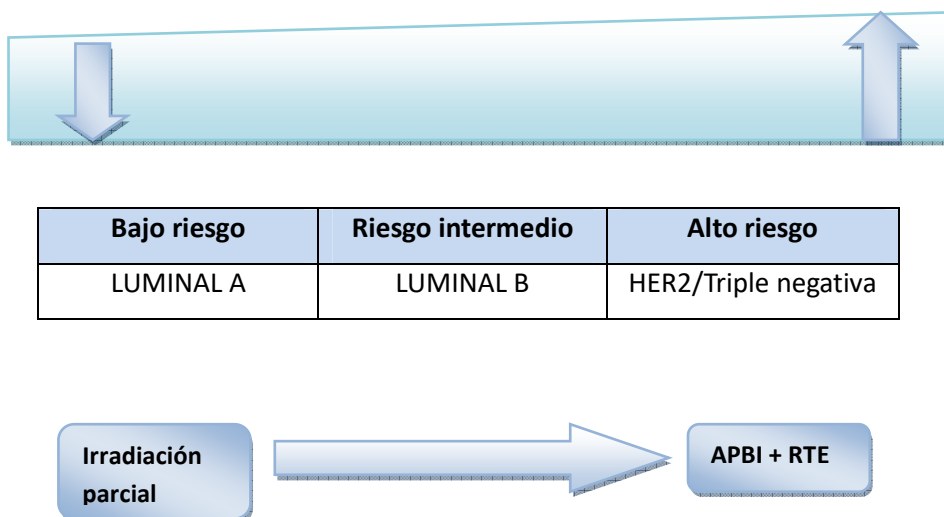 Bajo riesgo Riesgo intermedio Alto riesgo
LUMINAL A LUMINAL B HER2/Triple negativa
Irradiación
parcial
APBI + RTE